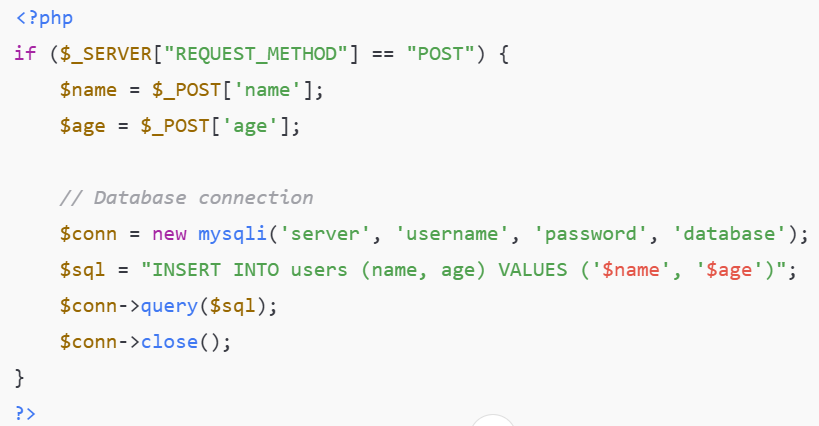 <?php
if ($_SERVER["REQUEST_METHOD"] == "POST") {
    $name = $_POST['name'];
    $age = $_POST['age'];

    // Database connection
    $conn = new mysqli('server', 'username', 'password', 'database');
    $sql = "INSERT INTO users (name, age) VALUES ('$name', '$age')";
    $conn->query($sql);
    $conn->close();
}
?>